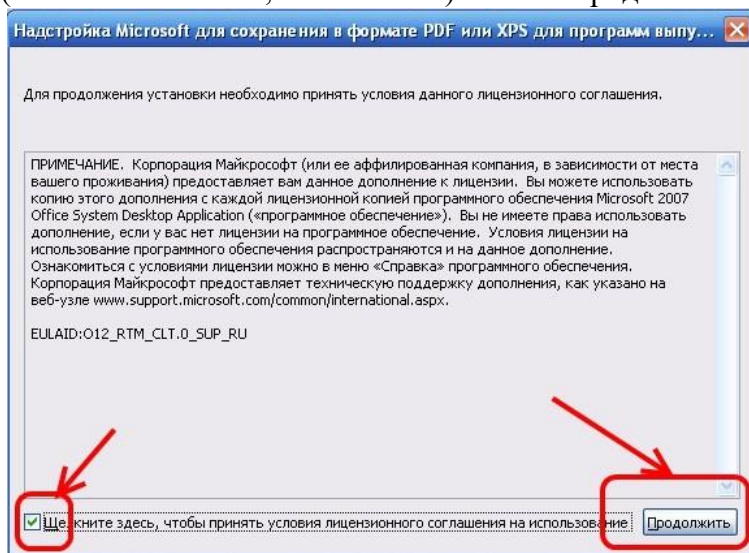 Надстройка Microsoft для сохранения в формате PDF или XPS для программ выпу...
Для продолжения установки необходимо принять условия данного лицензионного соглашения.
ПРИМЕЧАНИЕ. Корпорация Майкрософт (или ее аффилированная компания, в зависимости от места
вашего проживания) предоставляет вам данное дополнение к лицензии. Вы можете использовать
копию этого дополнения с каждой лицензионной копией программного обеспечения Microsoft 2007
Office System Desktop Application («программное обеспечение»). Вы не имеете права использовать
дополнение, если у вас нет лицензии на программное обеспечение. Условия лицензии на
использование программного обеспечения распространяются и на данное дополнение.
Ознакомиться с условиями лицензии можно в меню «Справка» программного обеспечения.
Корпорация Майкрософт предоставляет техническую поддержку дополнения, как указано на
веб-узле www.support.microsoft.com/common/international.aspx.
EULAID:O12_RTM_CLT.0_SUP_RU
Щелкните здесь, чтобы принять условия лицензионного соглашения на использование
Продолжить